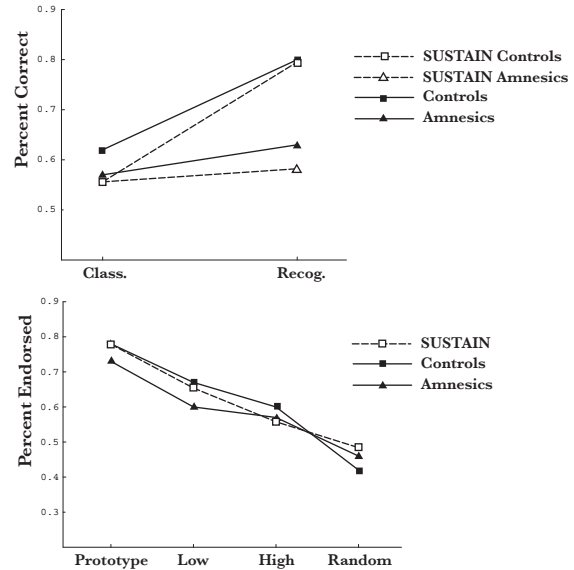 0.9
0.8
0.7
0.6
0.5
Percent Correct
Class.
Recog.
SUSTAIN Controls
SUSTAIN Amnesics
Controls
Amnesics
0.9
0.8
0.7
0.6
0.5
0.4
0.3
Percent Endorsed
Prototype
Low
High
Random
SUSTAIN
Controls
Amnesics